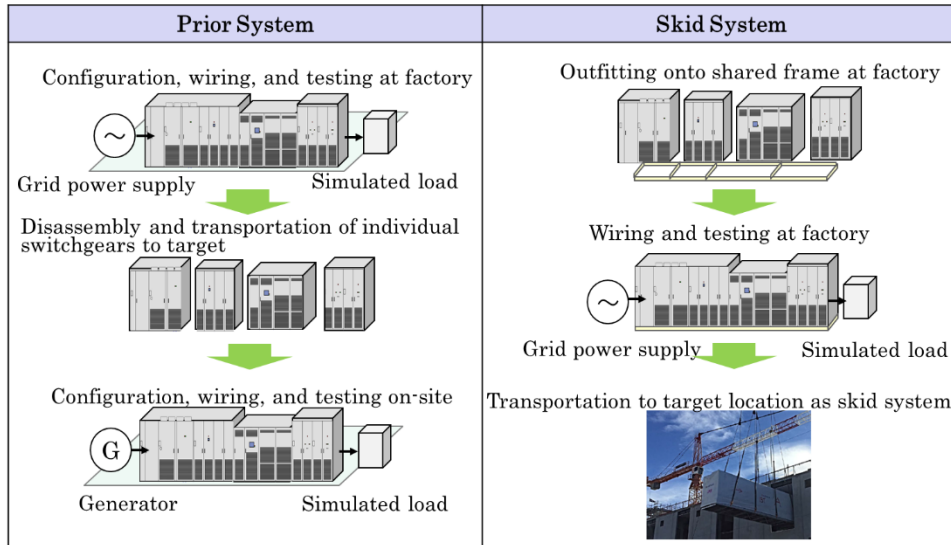 Prior System
Configuration, wiring, and testing at factory
~
Grid power supply
Simulated load
Disassembly and transportation of individual
switchgears to target
Configuration, wiring, and testing on-site
G
Generator
Simulated load
Skid System
Outfitting onto shared frame at factory
Wiring and testing at factory
~
Grid power supply
Simulated load
Transportation to target location as skid system